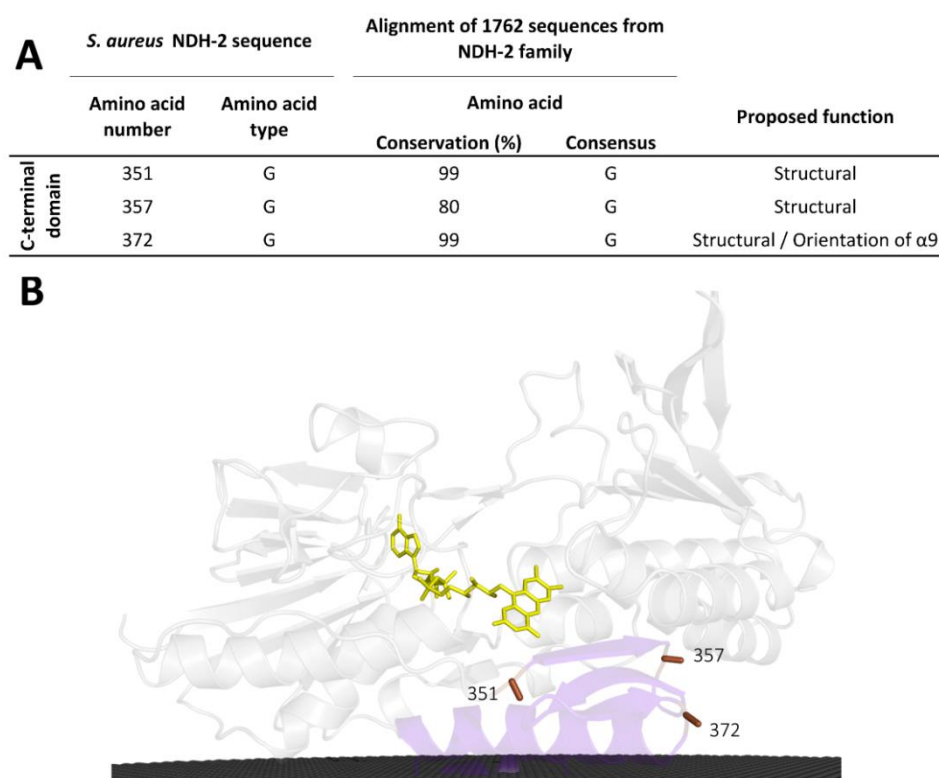 A
S. aureus NDH-2 sequence
Alignment of 1762 sequences from
NDH-2 family
Amino acid
number
Amino acid
type
Amino acid
Conservation (%) Consensus
Proposed function
C-terminal
domain
351 G 99 G Structural
357 G 80 G Structural
372 G 99 G Structural / Orientation of α9
B
357
351
372